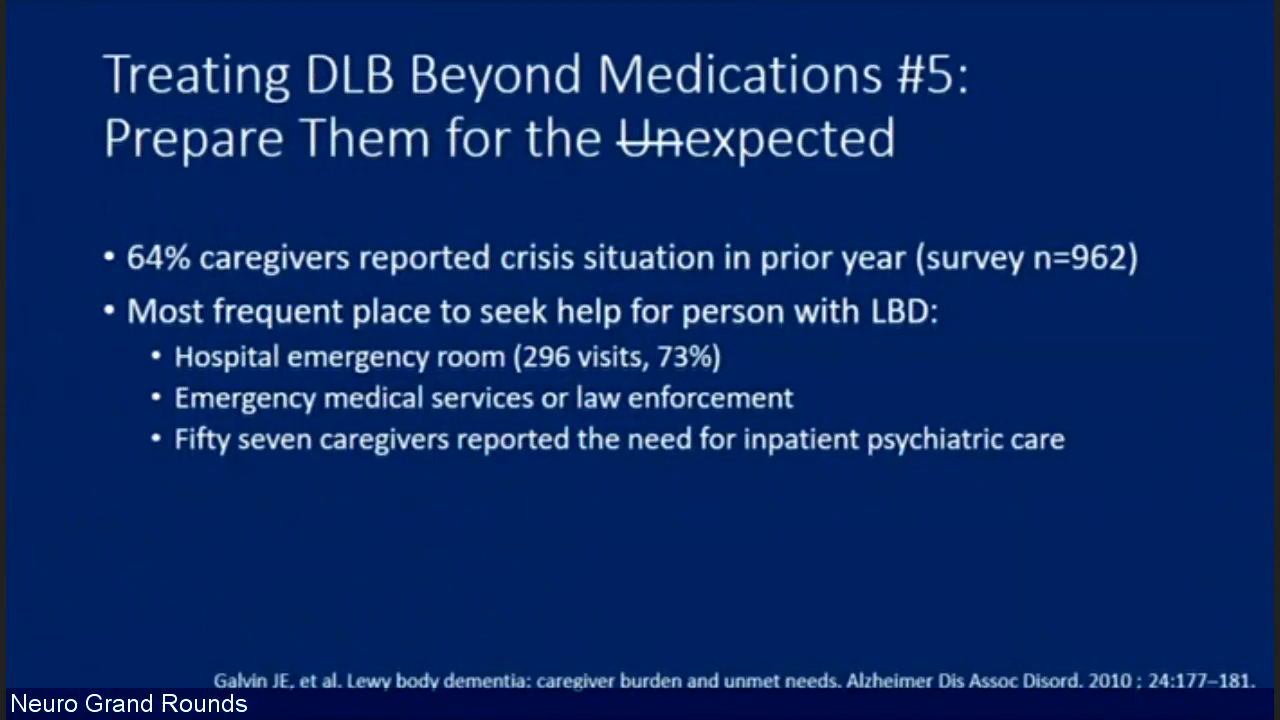 Treating DLB Beyond Medications #5:
Prepare Them for the Unexpected
• 64% caregivers reported crisis situation in prior year (survey n=962)
• Most frequent place to seek help for person with LBD:
• Hospital emergency room (296 visits, 73%)
• Emergency medical services or law enforcement
• Fifty seven caregivers reported the need for inpatient psychiatric care
Galvin JE, et al. Lewy body dementia: caregiver burden and unmet needs. Alzheimer Dis Assoc Disord. 2010 ; 24:177–181.
Neuro Grand Rounds